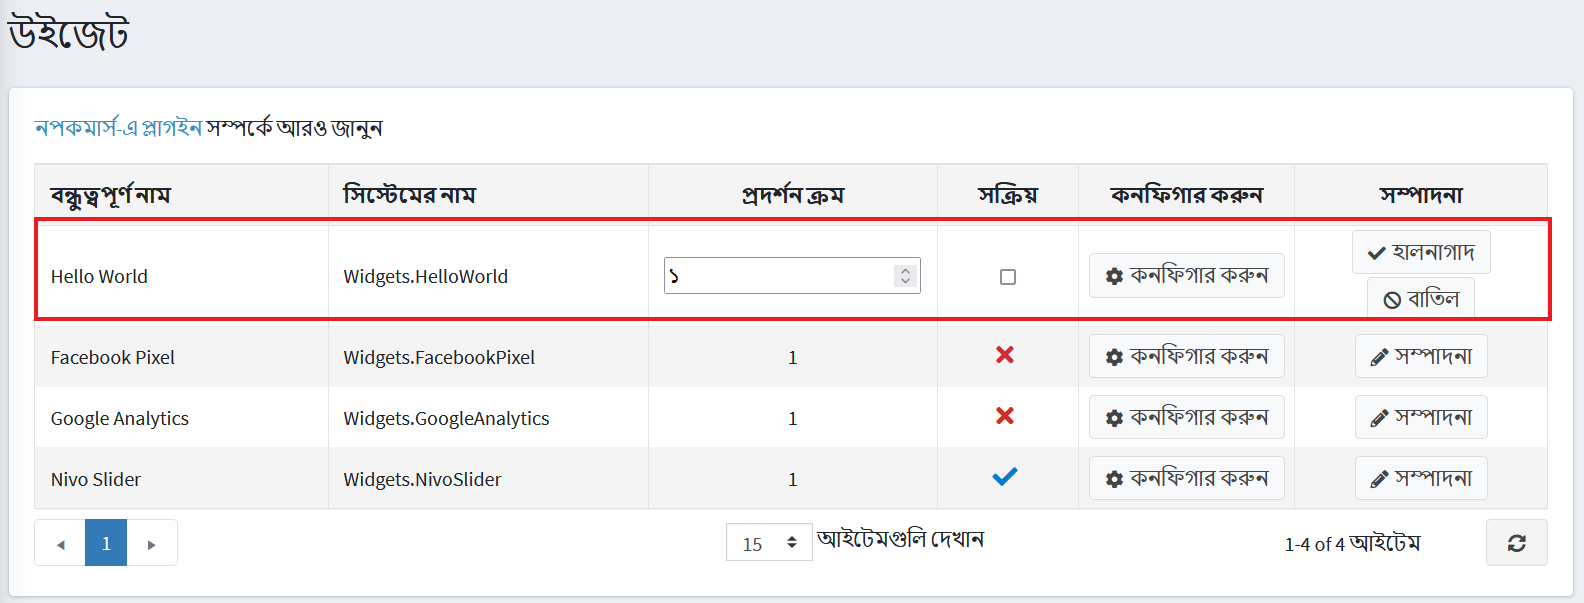 উইজেট
নপকমার্স-এ প্লাগইন সম্পর্কে আরও জানুন
বন্ধুত্বপূর্ণ নাম সিস্টেমের নাম প্রদর্শন ক্রম সক্রিয় কনফিগার করুন সম্পাদনা
Hello World Widgets.HelloWorld ১ কনফিগার করুন হালনাগাদ
বাতিল
Facebook Pixel Widgets.FacebookPixel 1 কনফিগার করুন সম্পাদনা
Google Analytics Widgets.GoogleAnalytics 1 কনফিগার করুন সম্পাদনা
Nivo Slider Widgets.NivoSlider 1 কনফিগার করুন সম্পাদনা
1 15 আইটেমগুলি দেখান 1-4 of 4 আইটেম